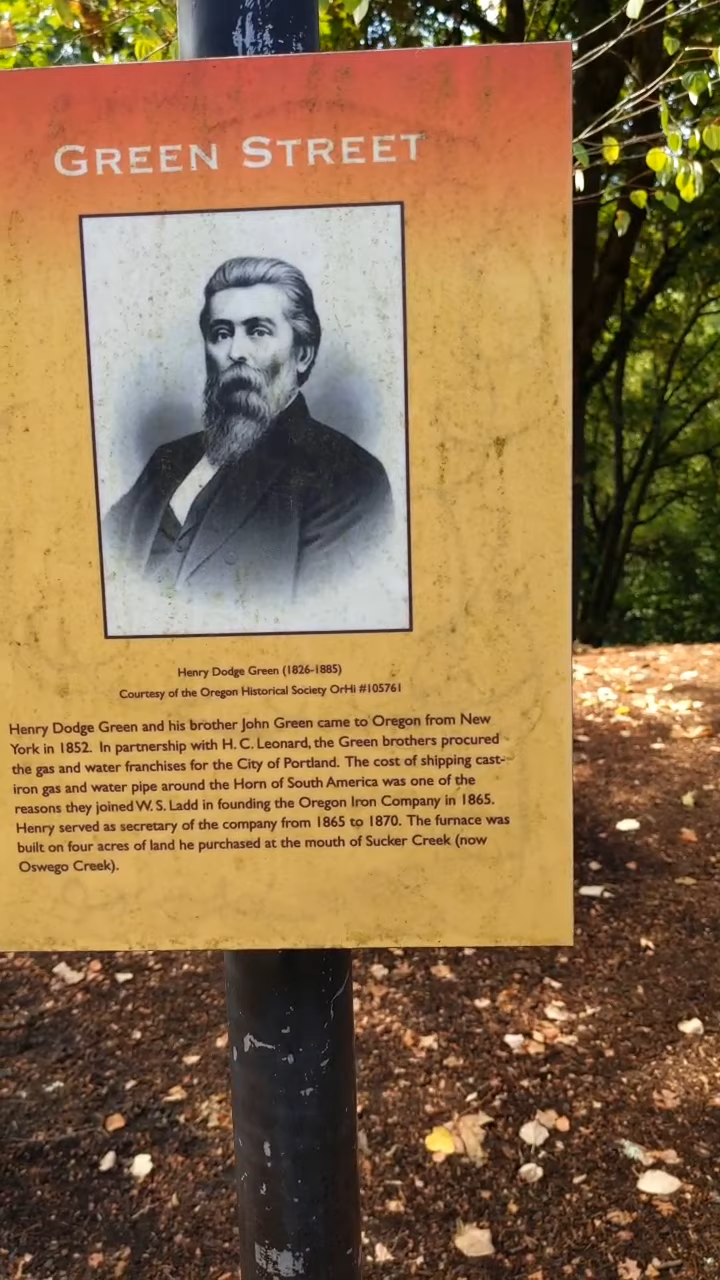 GREEN STREET
Henry Dodge Green (1826-1885)
Courtesy of the Oregon Historical Society OrHi #105761
Henry Dodge Green and his brother John Green came to Oregon from New
York in 1852. In partnership with H. C. Leonard, the Green brothers procured
the gas and water franchises for the City of Portland. The cost of shipping cast-
iron gas and water pipe around the Horn of South America was one of the
reasons they joined W. S. Ladd in founding the Oregon Iron Company in 1865.
Henry served as secretary of the company from 1865 to 1870. The furnace was
built on four acres of land he purchased at the mouth of Sucker Creek (now
Oswego Creek).